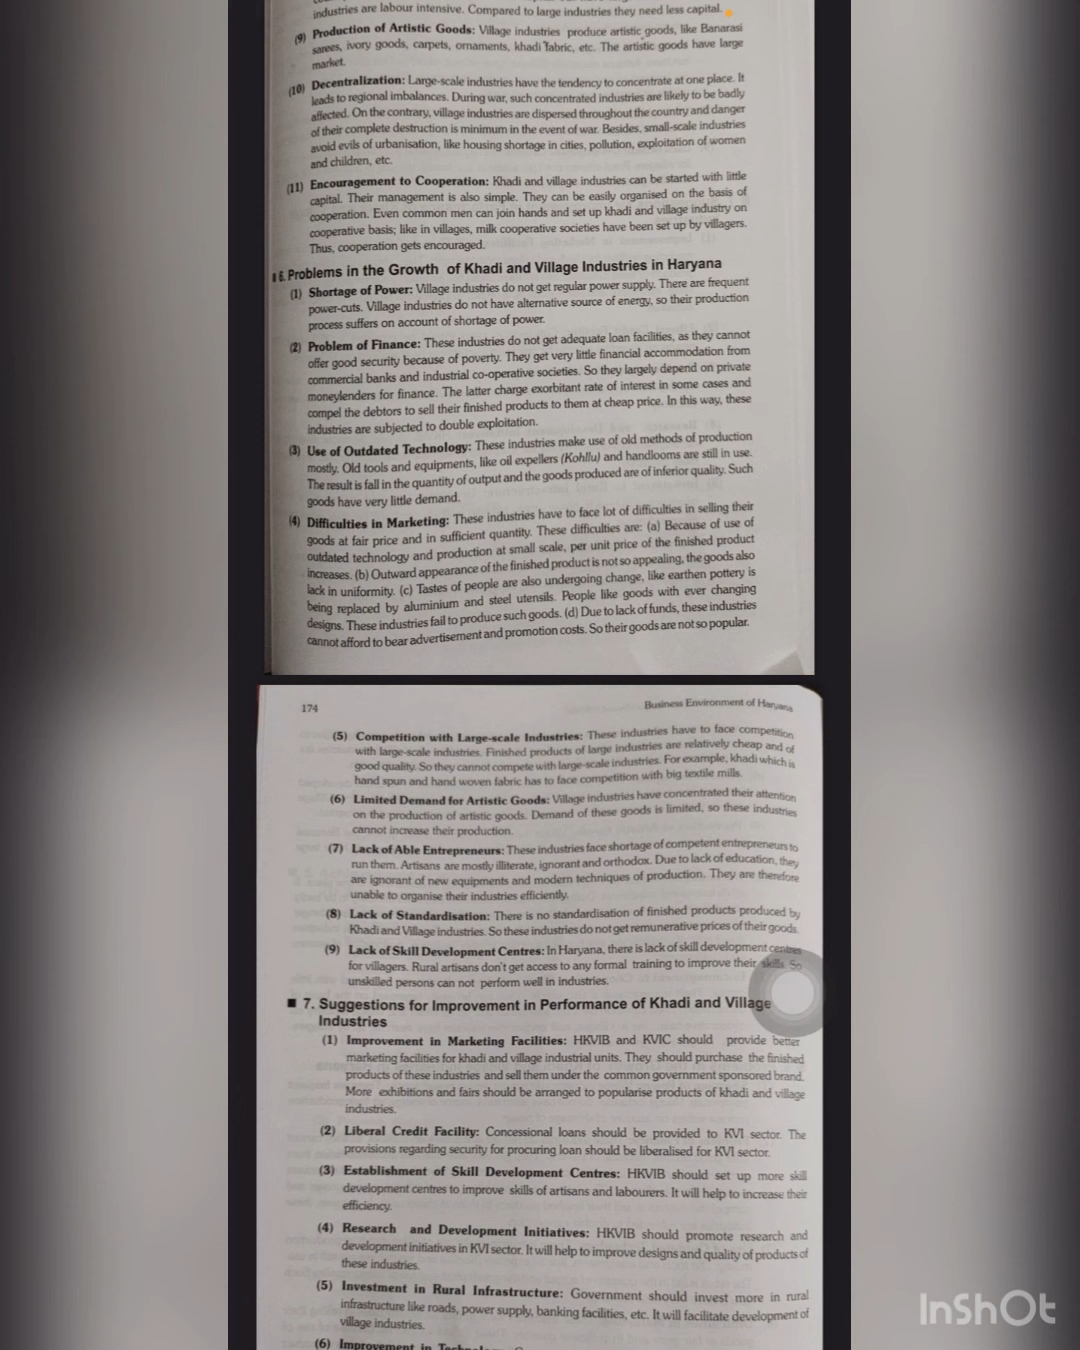 industries are labour intensive. Compared to large industries they need less capital.
(9) Production of Artistic Goods: Village industries produce artistic goods, like Banarasi
sarees, ivory goods, carpets, ornaments, khadi fabric, etc. The artistic goods have large
market.
(10) Decentralization: Large-scale industries have the tendency to concentrate at one place. It
leads to regional imbalances. During war, such concentrated industries are likely to be badly
affected. On the contrary, village industries are dispersed throughout the country and danger
of their complete destruction is minimum in the event of war. Besides, small-scale industries
avoid evils of urbanisation, like housing shortage in cities, pollution, exploitation of women
and children, etc.
(11) Encouragement to Cooperation: Khadi and village industries can be started with little
capital. Their management is also simple. They can be easily organised on the basis of
cooperation. Even common men can join hands and set up khadi and village industry on
cooperative basis; like in villages, milk cooperative societies have been set up by villagers.
Thus, cooperation gets encouraged.
■ 6. Problems in the Growth of Khadi and Village Industries in Haryana
(1) Shortage of Power: Village industries do not get regular power supply. There are frequent
power-cuts. Village industries do not have alternative source of energy, so their production
process suffers on account of shortage of power.
(2) Problem of Finance: These industries do not get adequate loan facilities, as they cannot
offer good security because of poverty. They get very little financial accommodation from
commercial banks and industrial co-operative societies. So they largely depend on private
moneylenders for finance. The latter charge exorbitant rate of interest in some cases and
compel the debtors to sell their finished products to them at cheap price. In this way, these
industries are subjected to double exploitation.
(3) Use of Outdated Technology: These industries make use of old methods of production
mostly. Old tools and equipments, like oil expellers (Kohllu) and handlooms are still in use.
The result is fall in the quantity of output and the goods produced are of inferior quality. Such
goods have very little demand.
(4) Difficulties in Marketing: These industries have to face lot of difficulties in selling their
goods at fair price and in sufficient quantity. These difficulties are: (a) Because of use of
outdated technology and production at small scale, per unit price of the finished product
increases. (b) Outward appearance of the finished product is not so appealing, the goods also
lack in uniformity. (c) Tastes of people are also undergoing change, like earthen pottery is
being replaced by aluminium and steel utensils. People like goods with ever changing
designs. These industries fail to produce such goods. (d) Due to lack of funds, these industries
cannot afford to bear advertisement and promotion costs. So their goods are not so popular.
174 Business Environment of Haryana
(5) Competition with Large-scale Industries: These industries have to face competition
with large-scale industries. Finished products of large industries are relatively cheap and of
good quality. So they cannot compete with large-scale industries. For example, khadi which is
hand spun and hand woven fabric has to face competition with big textile mills.
(6) Limited Demand for Artistic Goods: Village industries have concentrated their attention
on the production of artistic goods. Demand of these goods is limited, so these industries
cannot increase their production.
(7) Lack of Able Entrepreneurs: These industries face shortage of competent entrepreneurs to
run them. Artisans are mostly illiterate, ignorant and orthodox. Due to lack of education, they
are ignorant of new equipments and modern techniques of production. They are therefore
unable to organise their industries efficiently.
(8) Lack of Standardisation: There is no standardisation of finished products produced by
Khadi and Village industries. So these industries do not get remunerative prices of their goods.
(9) Lack of Skill Development Centres: In Haryana, there is lack of skill development centres
for villagers. Rural artisans don't get access to any formal training to improve their skills. So
unskilled persons can not perform well in industries.
■ 7. Suggestions for Improvement in Performance of Khadi and Village
Industries
(1) Improvement in Marketing Facilities: HKVIB and KVIC should provide better
marketing facilities for khadi and village industrial units. They should purchase the finished
products of these industries and sell them under the common government sponsored brand.
More exhibitions and fairs should be arranged to popularise products of khadi and village
industries.
(2) Liberal Credit Facility: Concessional loans should be provided to KVI sector. The
provisions regarding security for procuring loan should be liberalised for KVI sector.
(3) Establishment of Skill Development Centres: HKVIB should set up more skill
development centres to improve skills of artisans and labourers. It will help to increase their
efficiency.
(4) Research and Development Initiatives: HKVIB should promote research and
development initiatives in KVI sector. It will help to improve designs and quality of products of
these industries.
(5) Investment in Rural Infrastructure: Government should invest more in rural
infrastructure like roads, power supply, banking facilities, etc. It will facilitate development of
village industries.
(6) Improvement in
InShOt